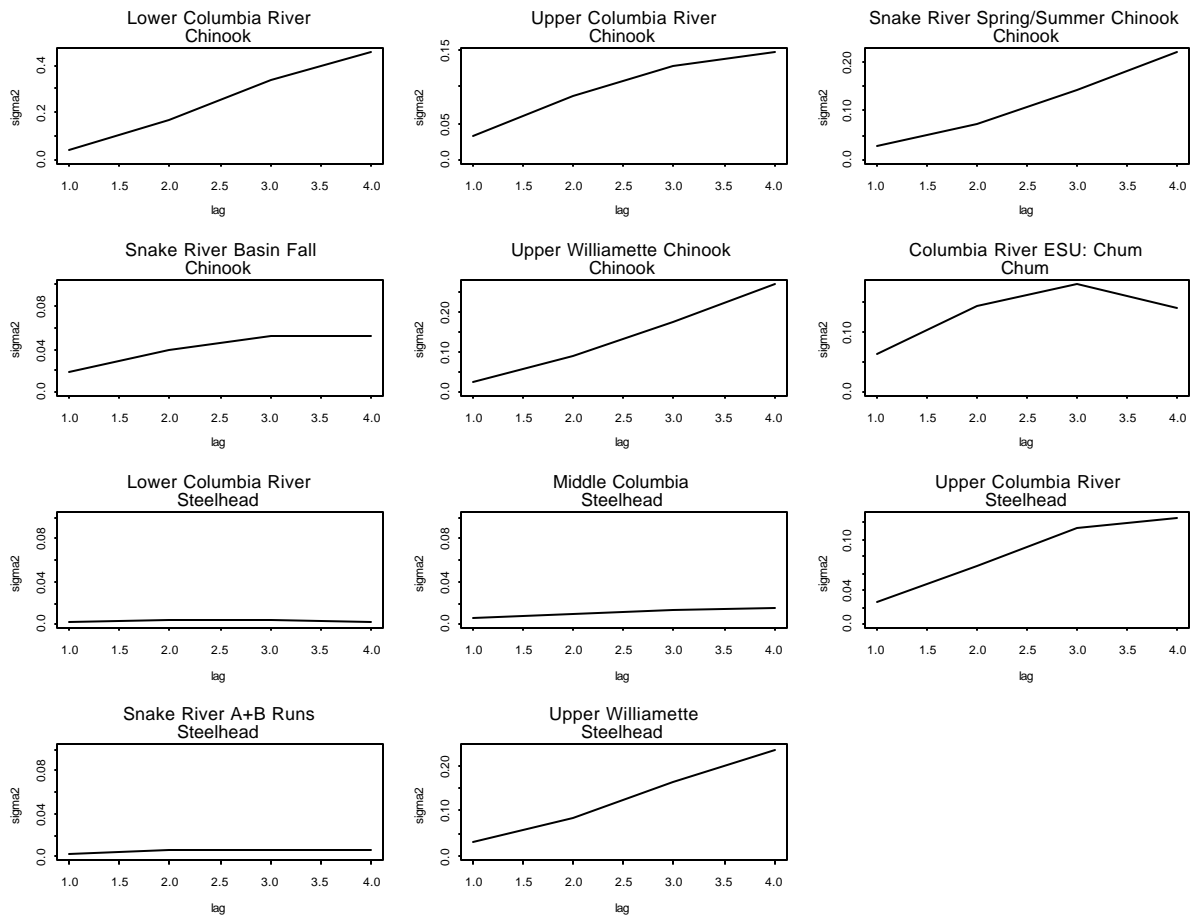 Lower Columbia River
Chinook
sigma2
0.0 0.2 0.4
1.0 1.5 2.0 2.5 3.0 3.5 4.0
lag
Upper Columbia River
Chinook
sigma2
0.0 0.05 0.15
1.0 1.5 2.0 2.5 3.0 3.5 4.0
lag
Snake River Spring/Summer Chinook
Chinook
sigma2
0.0 0.10 0.20
1.0 1.5 2.0 2.5 3.0 3.5 4.0
lag
Snake River Basin Fall
Chinook
sigma2
0.0 0.04 0.08
1.0 1.5 2.0 2.5 3.0 3.5 4.0
lag
Upper Williamette Chinook
Chinook
sigma2
0.0 0.10 0.20
1.0 1.5 2.0 2.5 3.0 3.5 4.0
lag
Columbia River ESU: Chum
Chum
sigma2
0.0 0.10
1.0 1.5 2.0 2.5 3.0 3.5 4.0
lag
Lower Columbia River
Steelhead
sigma2
0.0 0.04 0.08
1.0 1.5 2.0 2.5 3.0 3.5 4.0
lag
Middle Columbia
Steelhead
sigma2
0.0 0.04 0.08
1.0 1.5 2.0 2.5 3.0 3.5 4.0
lag
Upper Columbia River
Steelhead
sigma2
0.0 0.04 0.10
1.0 1.5 2.0 2.5 3.0 3.5 4.0
lag
Snake River A+B Runs
Steelhead
sigma2
0.0 0.04 0.08
1.0 1.5 2.0 2.5 3.0 3.5 4.0
lag
Upper Williamette
Steelhead
sigma2
0.0 0.10 0.20
1.0 1.5 2.0 2.5 3.0 3.5 4.0
lag